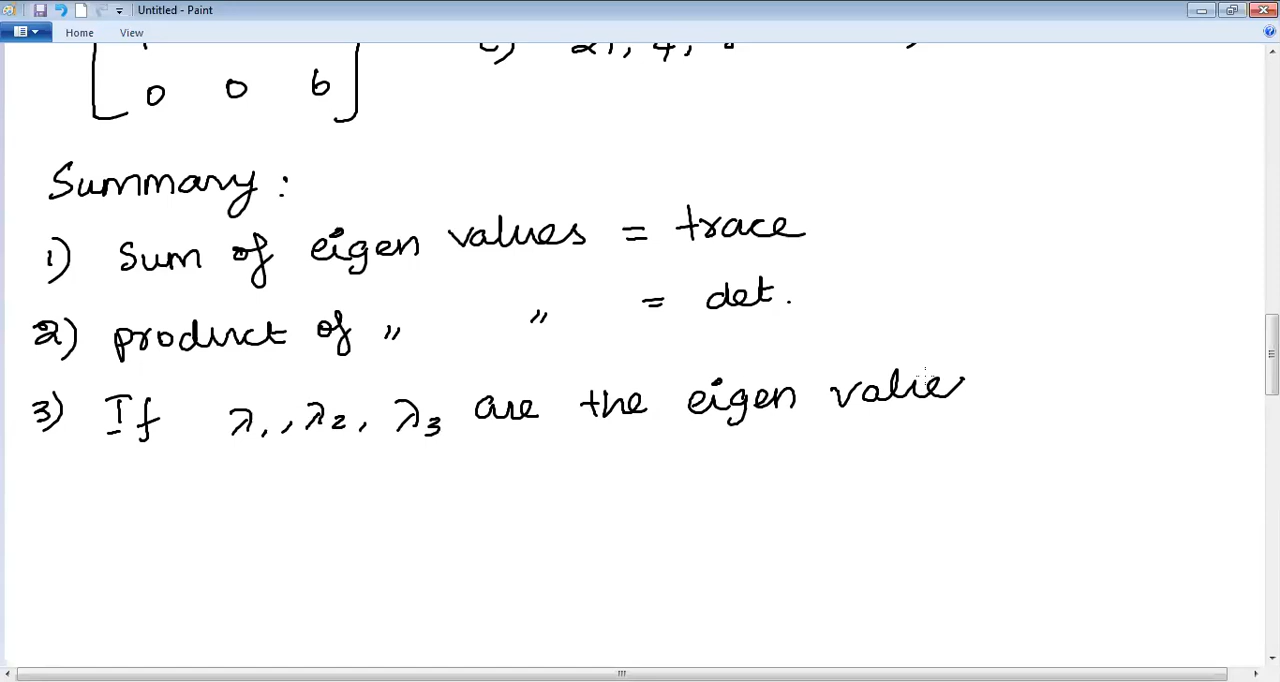 Untitled - Paint
Home View
0 0 6
Summary :
1) Sum of eigen values = trace
2) product of " " = det.
3) If λ1, λ2, λ3 are the eigen value